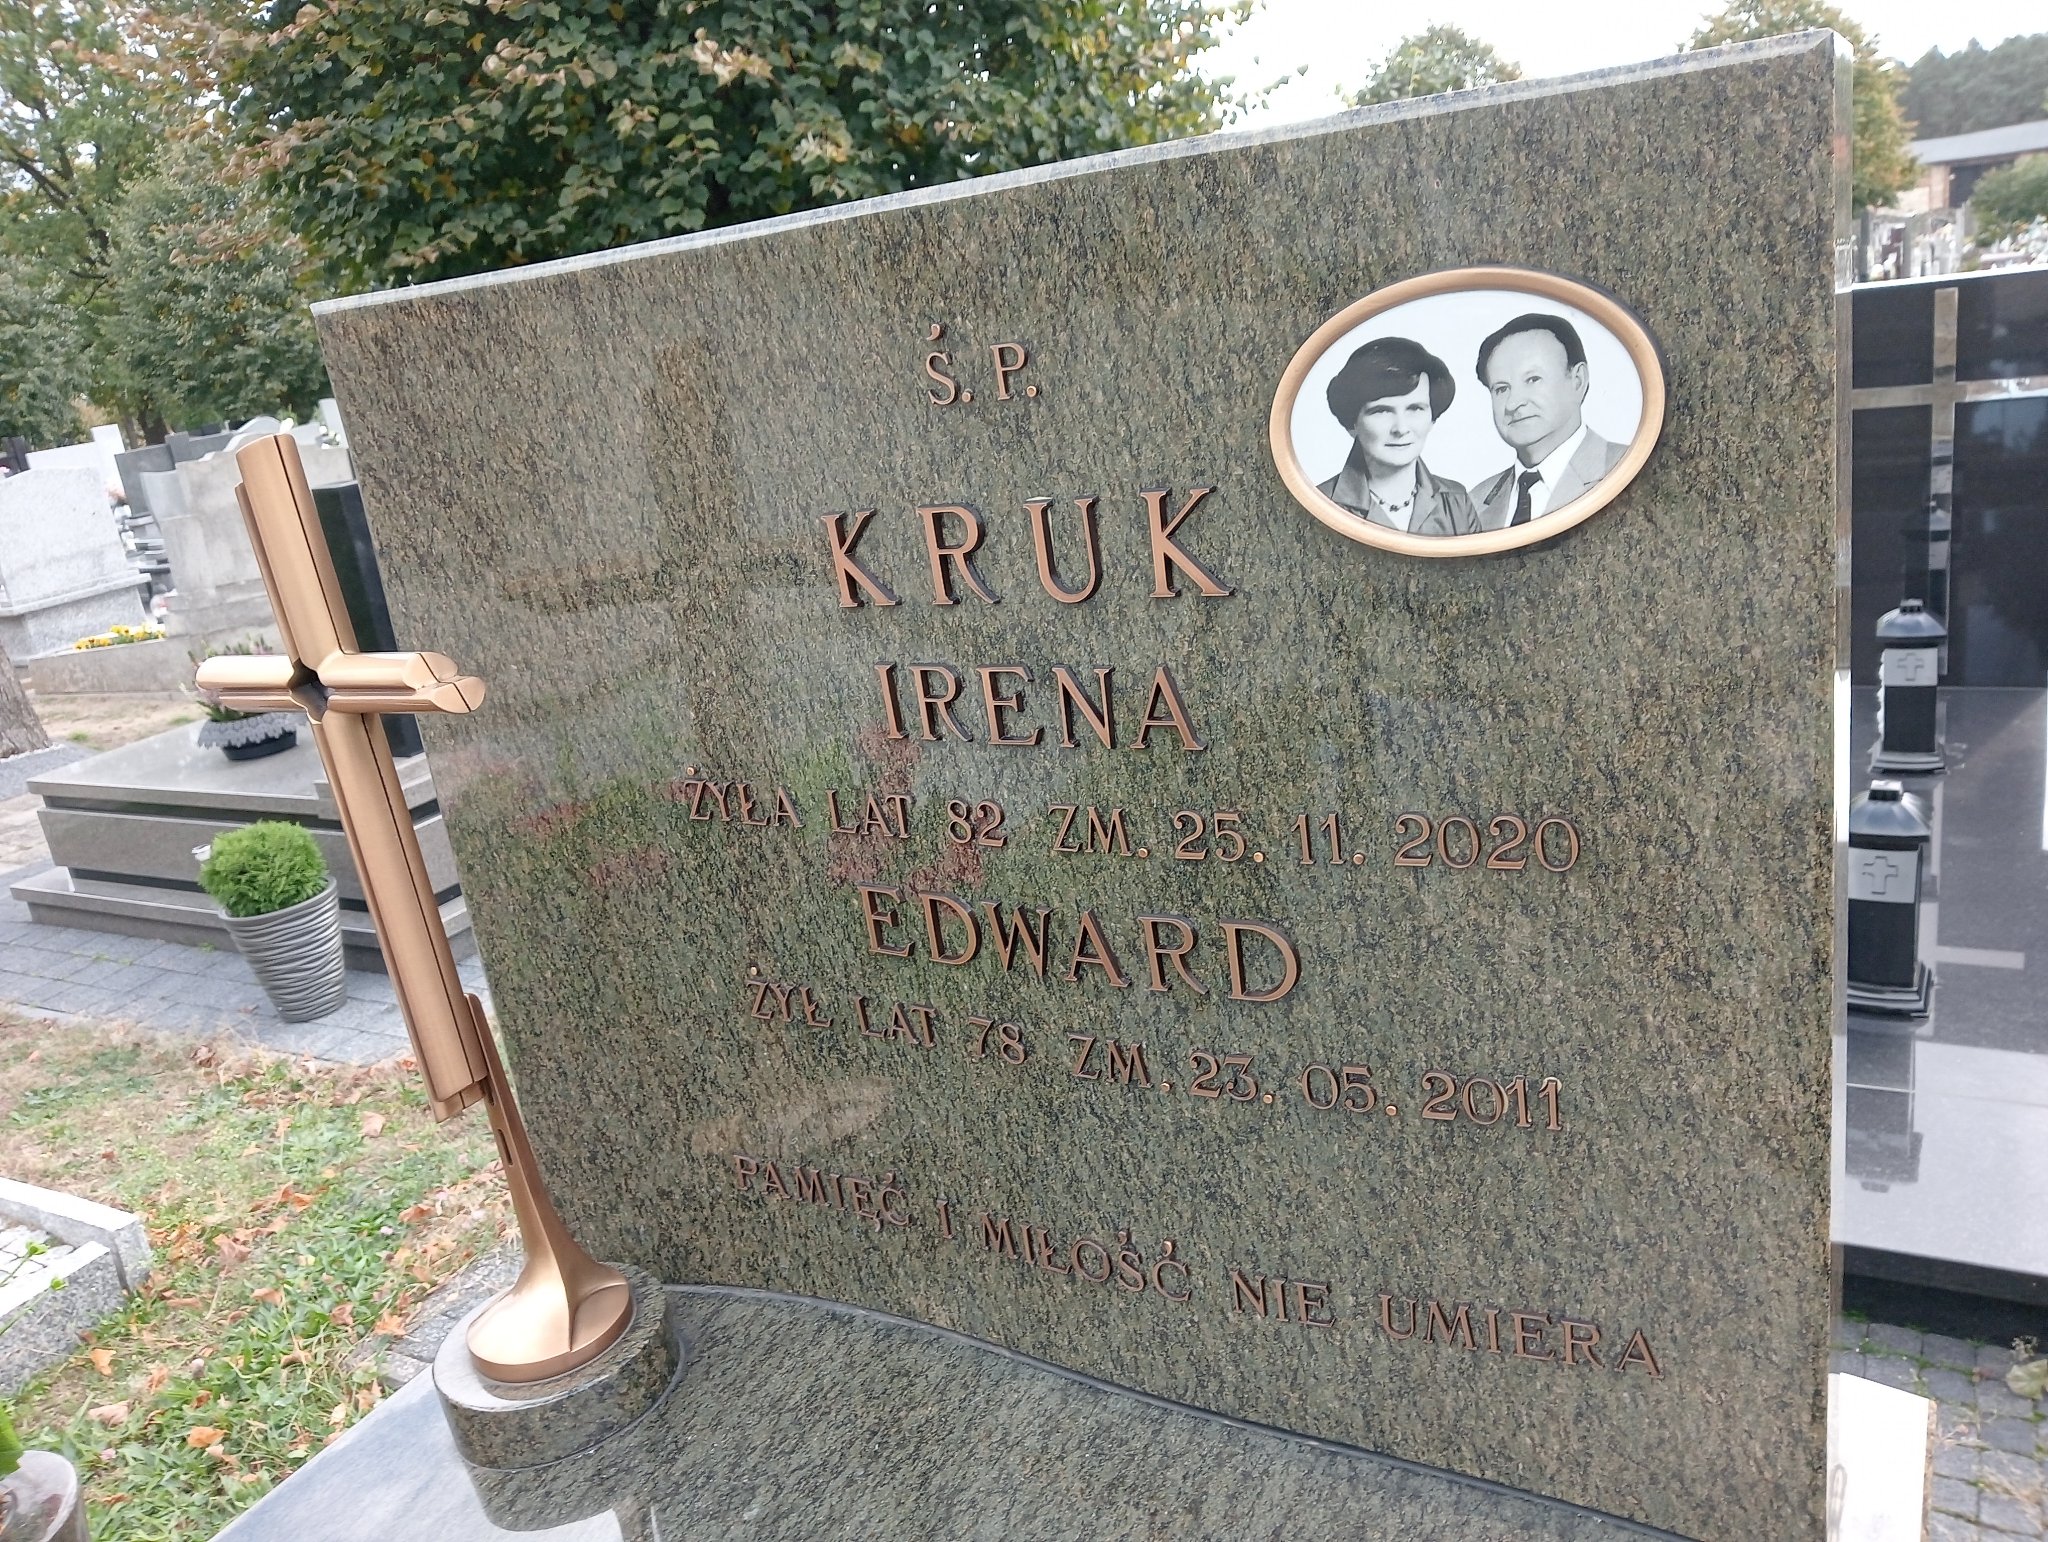 Ś. P.
KRUK
IRENA
ŻYŁA LAT 82 ZM. 25. 11. 2020
EDWARD
ŻYŁ LAT 78 ZM. 23. 05. 2011
PAMIĘĆ I MIŁOŚĆ NIE UMIERA